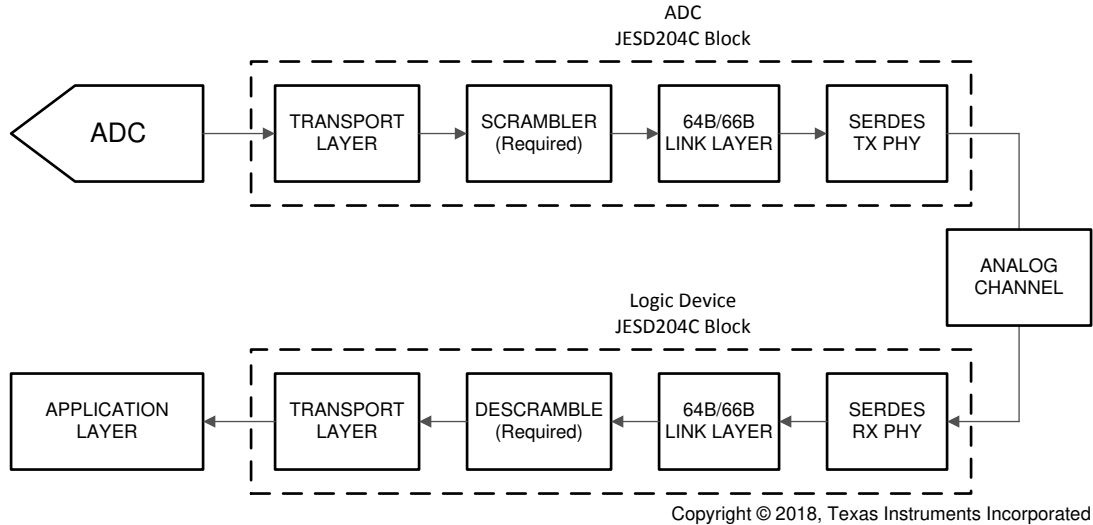 ADC
JESD204C Block
ADC
TRANSPORT
LAYER
SCRAMBLER
(Required)
64B/66B
LINK LAYER
SERDES
TX PHY
ANALOG
CHANNEL
Logic Device
JESD204C Block
APPLICATION
LAYER
TRANSPORT
LAYER
DESCRAMBLE
(Required)
64B/66B
LINK LAYER
SERDES
RX PHY
Copyright © 2018, Texas Instruments Incorporated